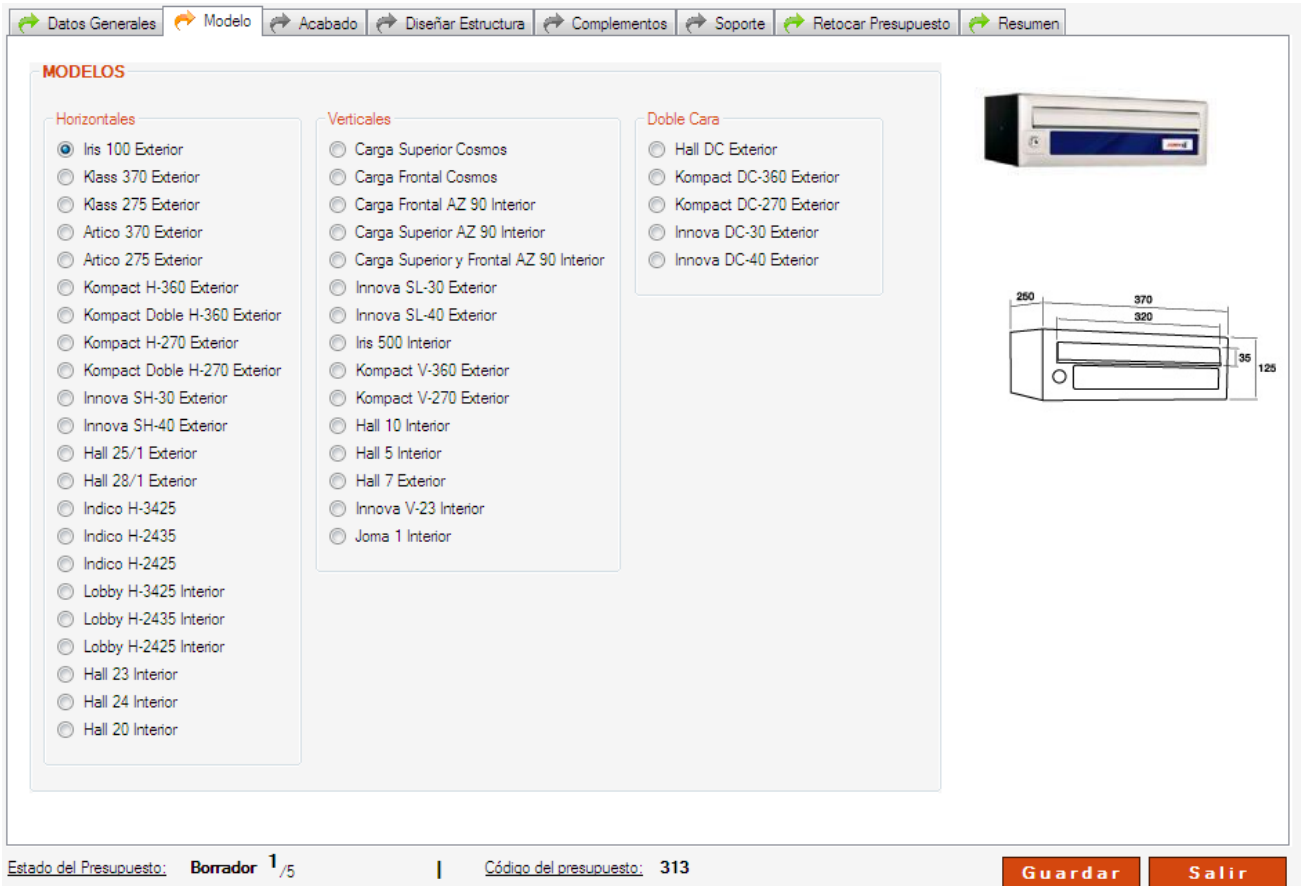 Datos Generales
Modelo
Acabado
Diseñar Estructura
Complementos
Soporte
Retocar Presupuesto
Resumen
MODELOS
Horizontales
Iris 100 Exterior
Klass 370 Exterior
Klass 275 Exterior
Artico 370 Exterior
Artico 275 Exterior
Kompact H-360 Exterior
Kompact Doble H-360 Exterior
Kompact H-270 Exterior
Kompact Doble H-270 Exterior
Innova SH-30 Exterior
Innova SH-40 Exterior
Hall 25/1 Exterior
Hall 28/1 Exterior
Indico H-3425
Indico H-2435
Indico H-2425
Lobby H-3425 Interior
Lobby H-2435 Interior
Lobby H-2425 Interior
Hall 23 Interior
Hall 24 Interior
Hall 20 Interior
Verticales
Carga Superior Cosmos
Carga Frontal Cosmos
Carga Frontal AZ 90 Interior
Carga Superior AZ 90 Interior
Carga Superior y Frontal AZ 90 Interior
Innova SL-30 Exterior
Innova SL-40 Exterior
Iris 500 Interior
Kompact V-360 Exterior
Kompact V-270 Exterior
Hall 10 Interior
Hall 5 Interior
Hall 7 Exterior
Innova V-23 Interior
Joma 1 Interior
Doble Cara
Hall DC Exterior
Kompact DC-360 Exterior
Kompact DC-270 Exterior
Innova DC-30 Exterior
Innova DC-40 Exterior
250
370
320
35
125
Estado del Presupuesto: Borrador 1/5 | Código del presupuesto: 313
Guardar
Salir